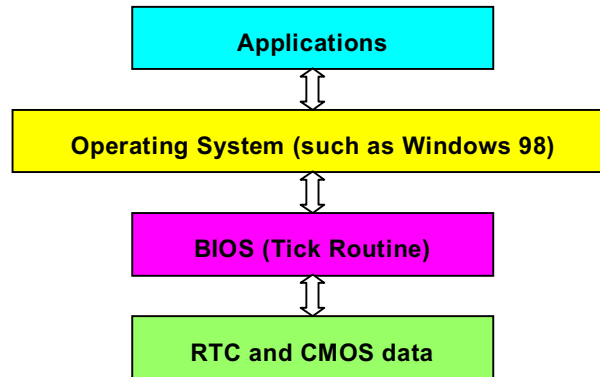 Applications
Operating System (such as Windows 98)
BIOS (Tick Routine)
RTC and CMOS data